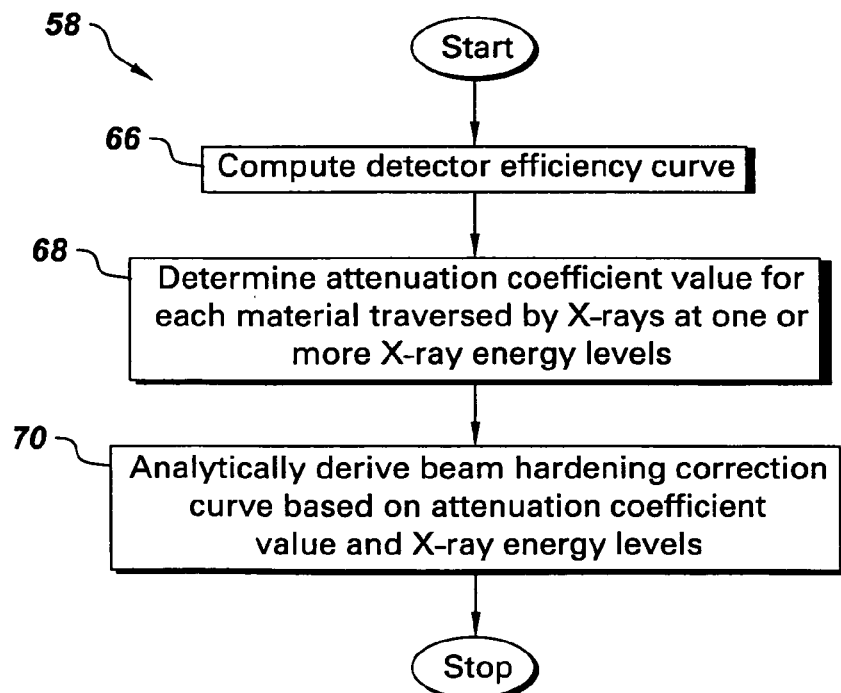 58
Start
66
Compute detector efficiency curve
68
Determine attenuation coefficient value for
each material traversed by X-rays at one or
more X-ray energy levels
70
Analytically derive beam hardening correction
curve based on attenuation coefficient
value and X-ray energy levels
Stop